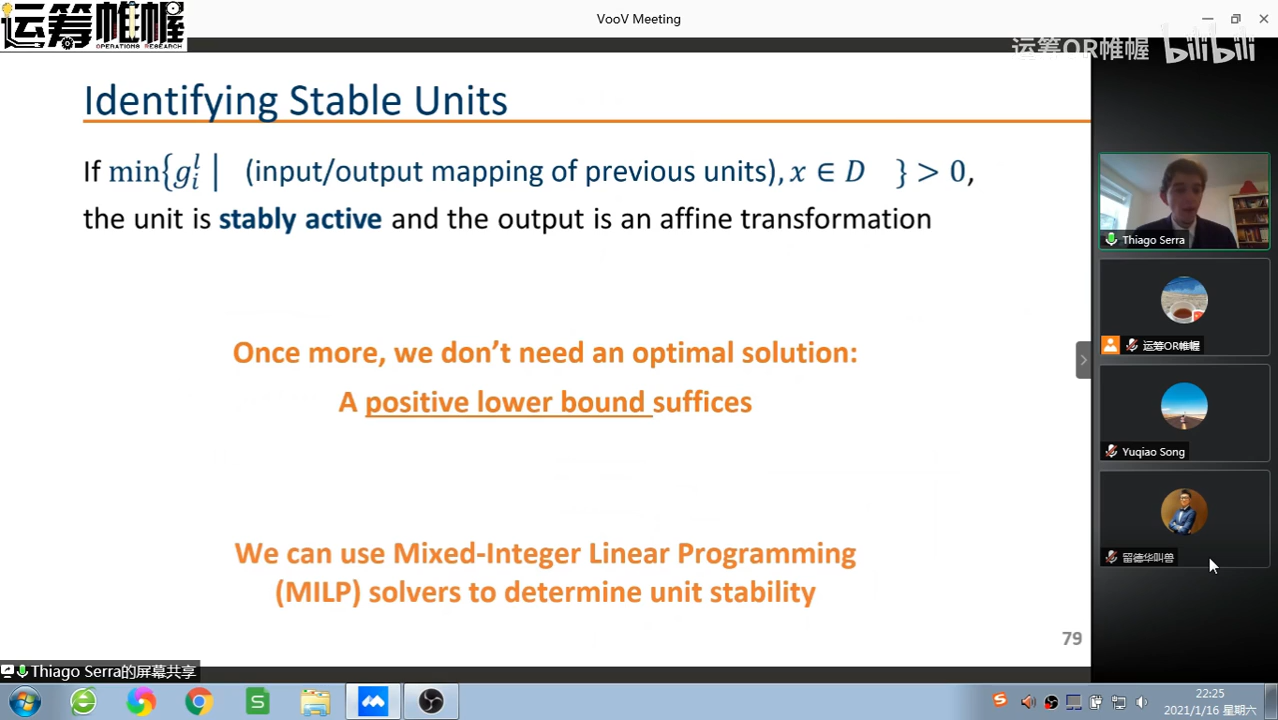 VooV Meeting
运筹帷幄
OPERATIONS RESEARCH
运筹OR帷幄 bilibili
Identifying Stable Units
If min{gᵢˡ | (input/output mapping of previous units), x ∈ D } > 0,
the unit is stably active and the output is an affine transformation
Once more, we don’t need an optimal solution:
A positive lower bound suffices
We can use Mixed-Integer Linear Programming
(MILP) solvers to determine unit stability
79
Thiago Serra
运筹OR帷幄
Yuqiao Song
留德华叫兽
Thiago Serra的屏幕共享
22:25
2021/1/16 星期六